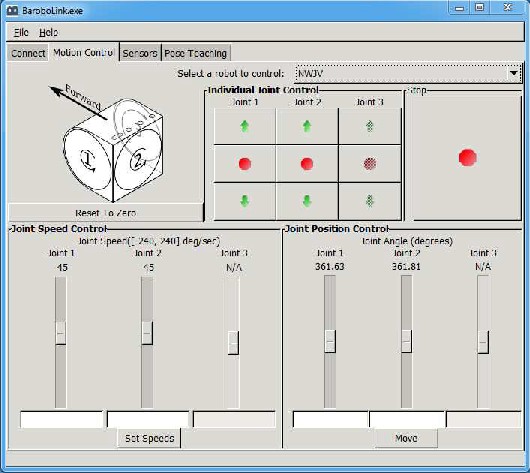 BaroboLink.exe
File Help
Connect Motion Control Sensors Pose Teaching
Select a robot to control: NWJV
Forward
1 2
Reset To Zero
Individual Joint Control
Joint 1 Joint 2 Joint 3
Stop
Joint Speed Control
Joint Speed([-240, 240] deg/sec)
Joint 1 Joint 2 Joint 3
45 45 N/A
Set Speeds
Joint Position Control
Joint Angle (degrees)
Joint 1 Joint 2 Joint 3
361.63 361.81 N/A
Move